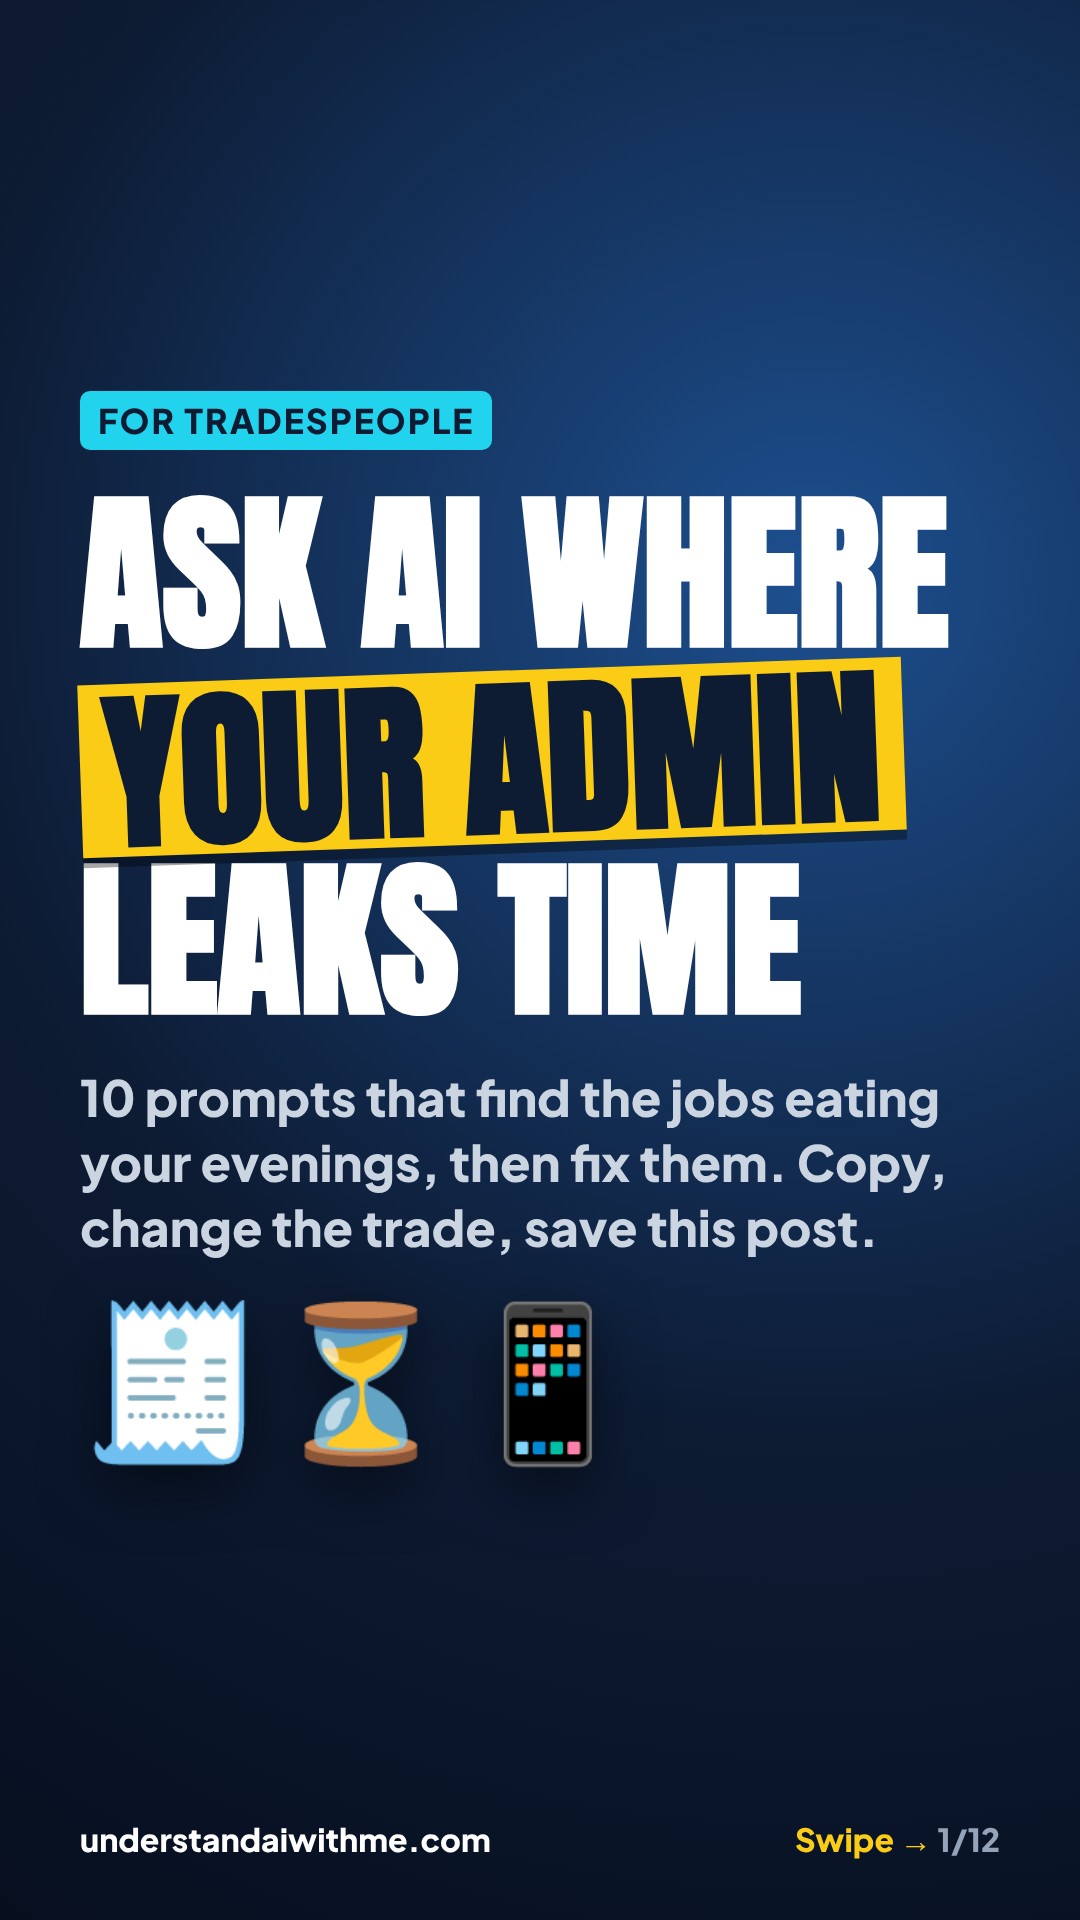 FOR TRADESPEOPLE
ASK AI WHERE
YOUR ADMIN
LEAKS TIME
10 prompts that find the jobs eating
your evenings, then fix them. Copy,
change the trade, save this post.
understandaiwithme.com
Swipe → 1/12